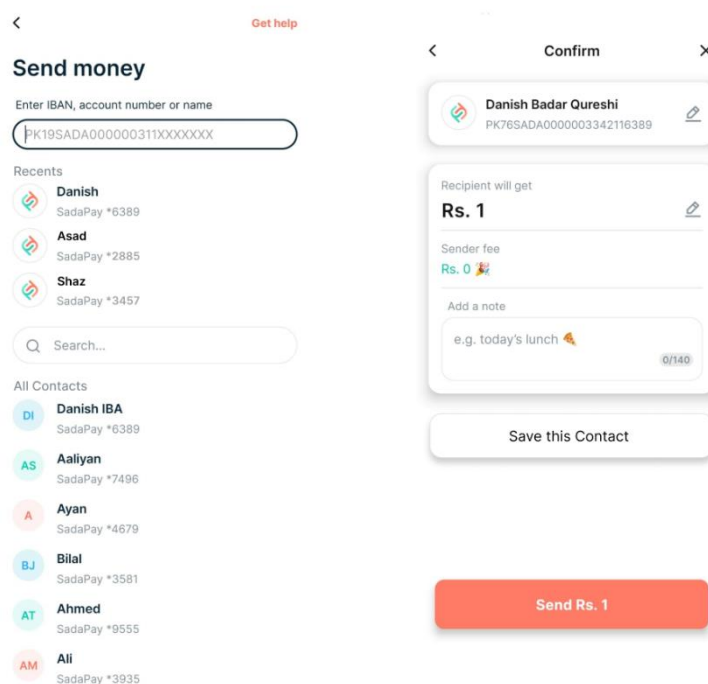 Get help
Send money
Enter IBAN, account number or name
PK19SADA000000311XXXXXXX
Recents
Danish
SadaPay *6389
Asad
SadaPay *2885
Shaz
SadaPay *3457
Search...
All Contacts
DI
Danish IBA
SadaPay *6389
AS
Aaliyan
SadaPay *7496
A
Ayan
SadaPay *4679
BJ
Bilal
SadaPay *3581
AT
Ahmed
SadaPay *9555
AM
Ali
SadaPay *3935
Confirm
Danish Badar Qureshi
PK76SADA0000003342116389
Recipient will get
Rs. 1
Sender fee
Rs. 0 🎉
Add a note
e.g. today's lunch 🍕
0/140
Save this Contact
Send Rs. 1